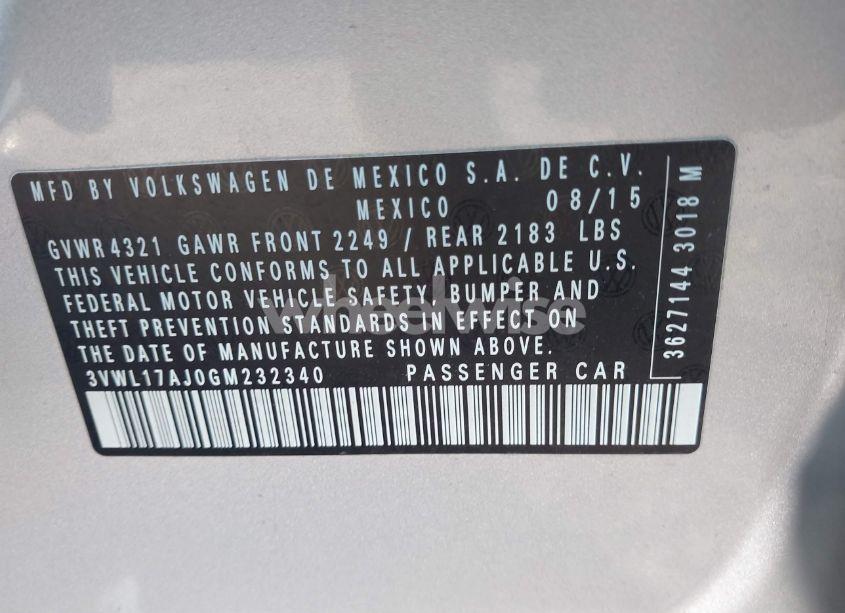 MFD BY VOLKSWAGEN DE MEXICO S.A. DE C.V.
MEXICO 08/15
GVWR 4321 GAWR FRONT 2249 / REAR 2183 LBS
THIS VEHICLE CONFORMS TO ALL APPLICABLE U.S.
FEDERAL MOTOR VEHICLE SAFETY, BUMPER AND
THEFT PREVENTION STANDARDS IN EFFECT ON
THE DATE OF MANUFACTURE SHOWN ABOVE.
3VWL17AJ0GM232340 PASSENGER CAR
3627144 3018 M
wheelwise